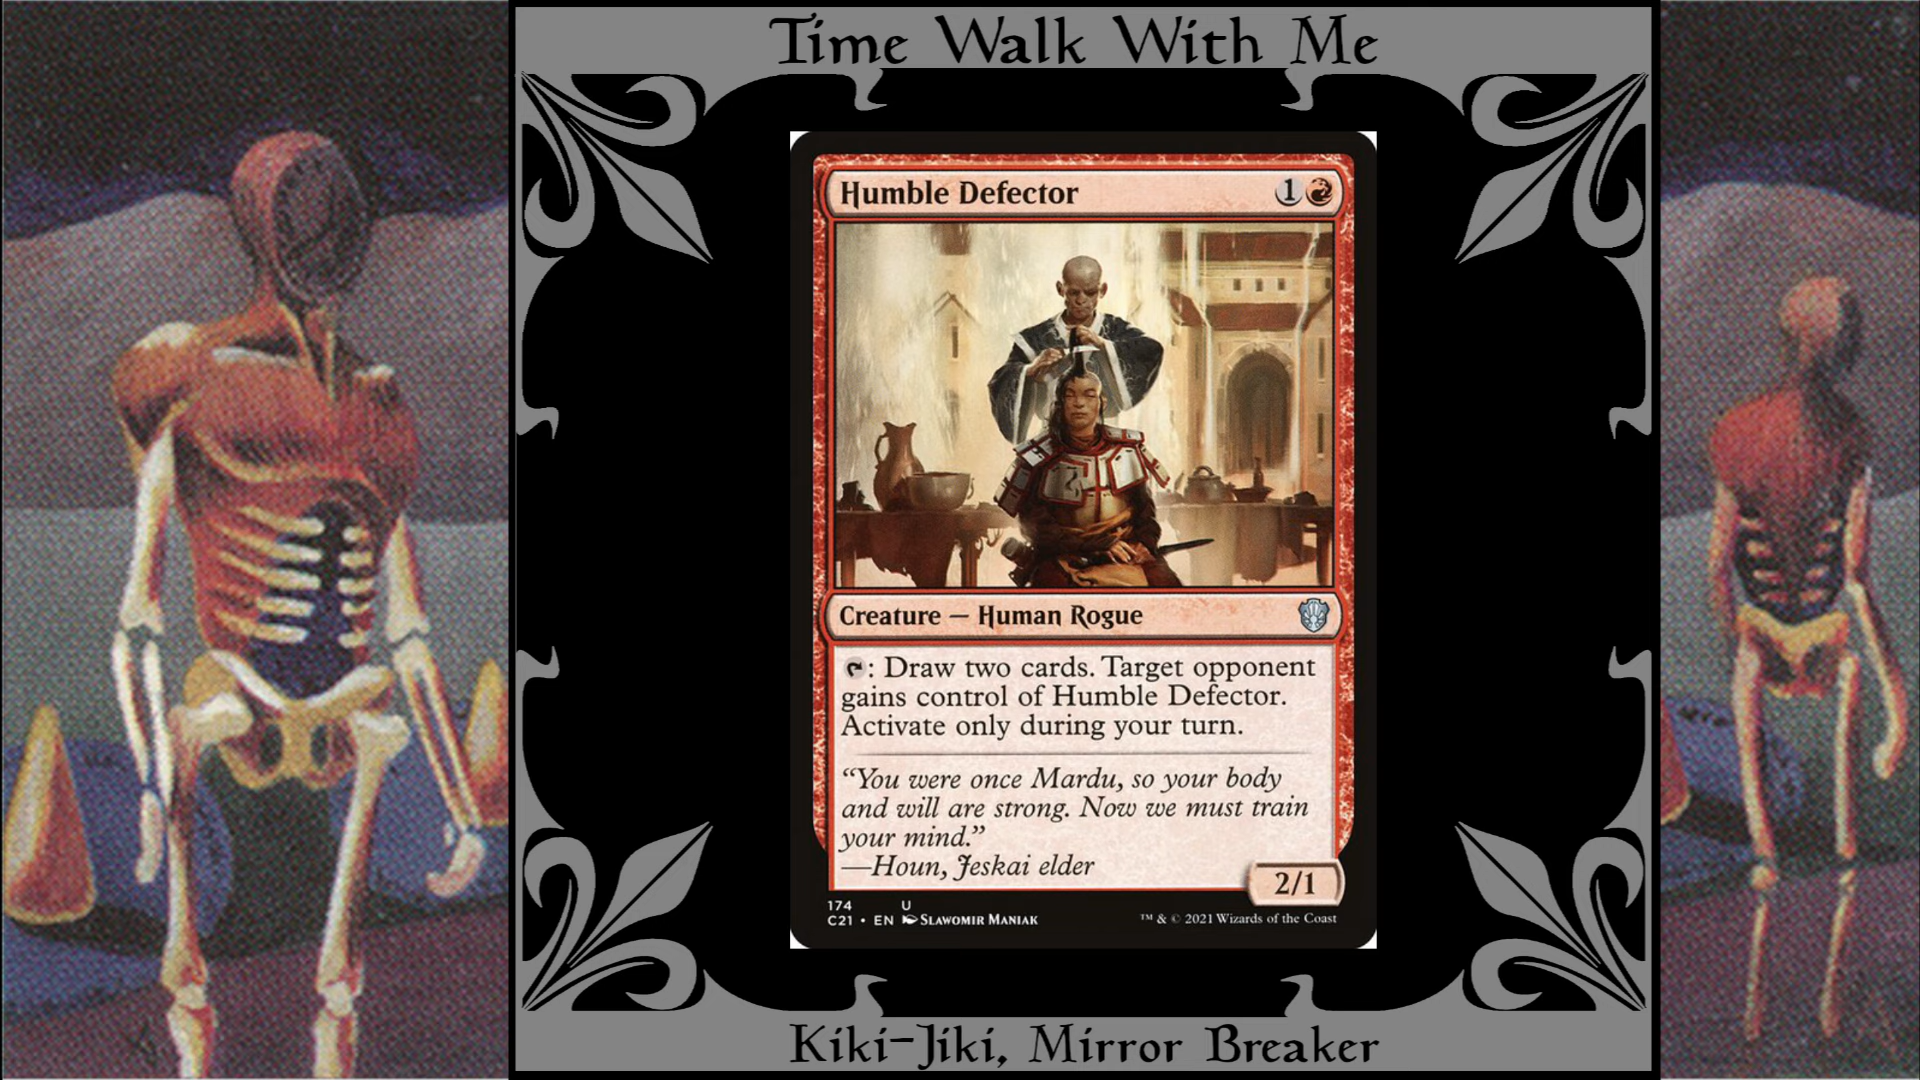 Time Walk With Me
Humble Defector 1
Creature — Human Rogue
: Draw two cards. Target opponent
gains control of Humble Defector.
Activate only during your turn.
“You were once Mardu, so your body
and will are strong. Now we must train
your mind.”
—Houn, Jeskai elder
2/1
174 U
C21 • EN Slawomir Maniak
™ & © 2021 Wizards of the Coast
Kiki-Jiki, Mirror Breaker